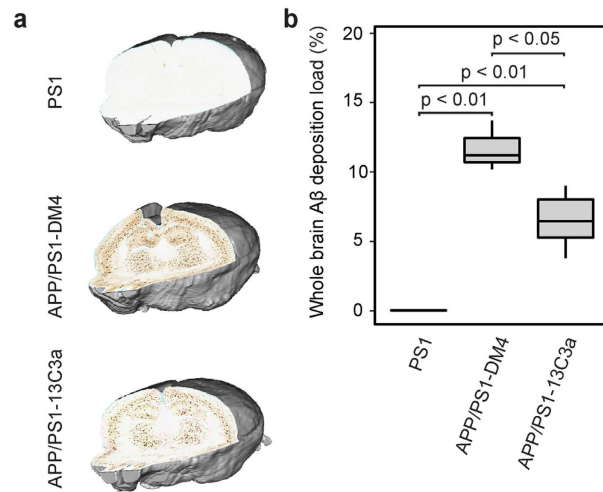 a
PS1
APP/PS1-DM4
APP/PS1-13C3a
b
Whole brain Aβ deposition load (%)
20
15
10
5
0
p < 0.05
p < 0.01
p < 0.01
PS1
APP/PS1-DM4
APP/PS1-13C3a